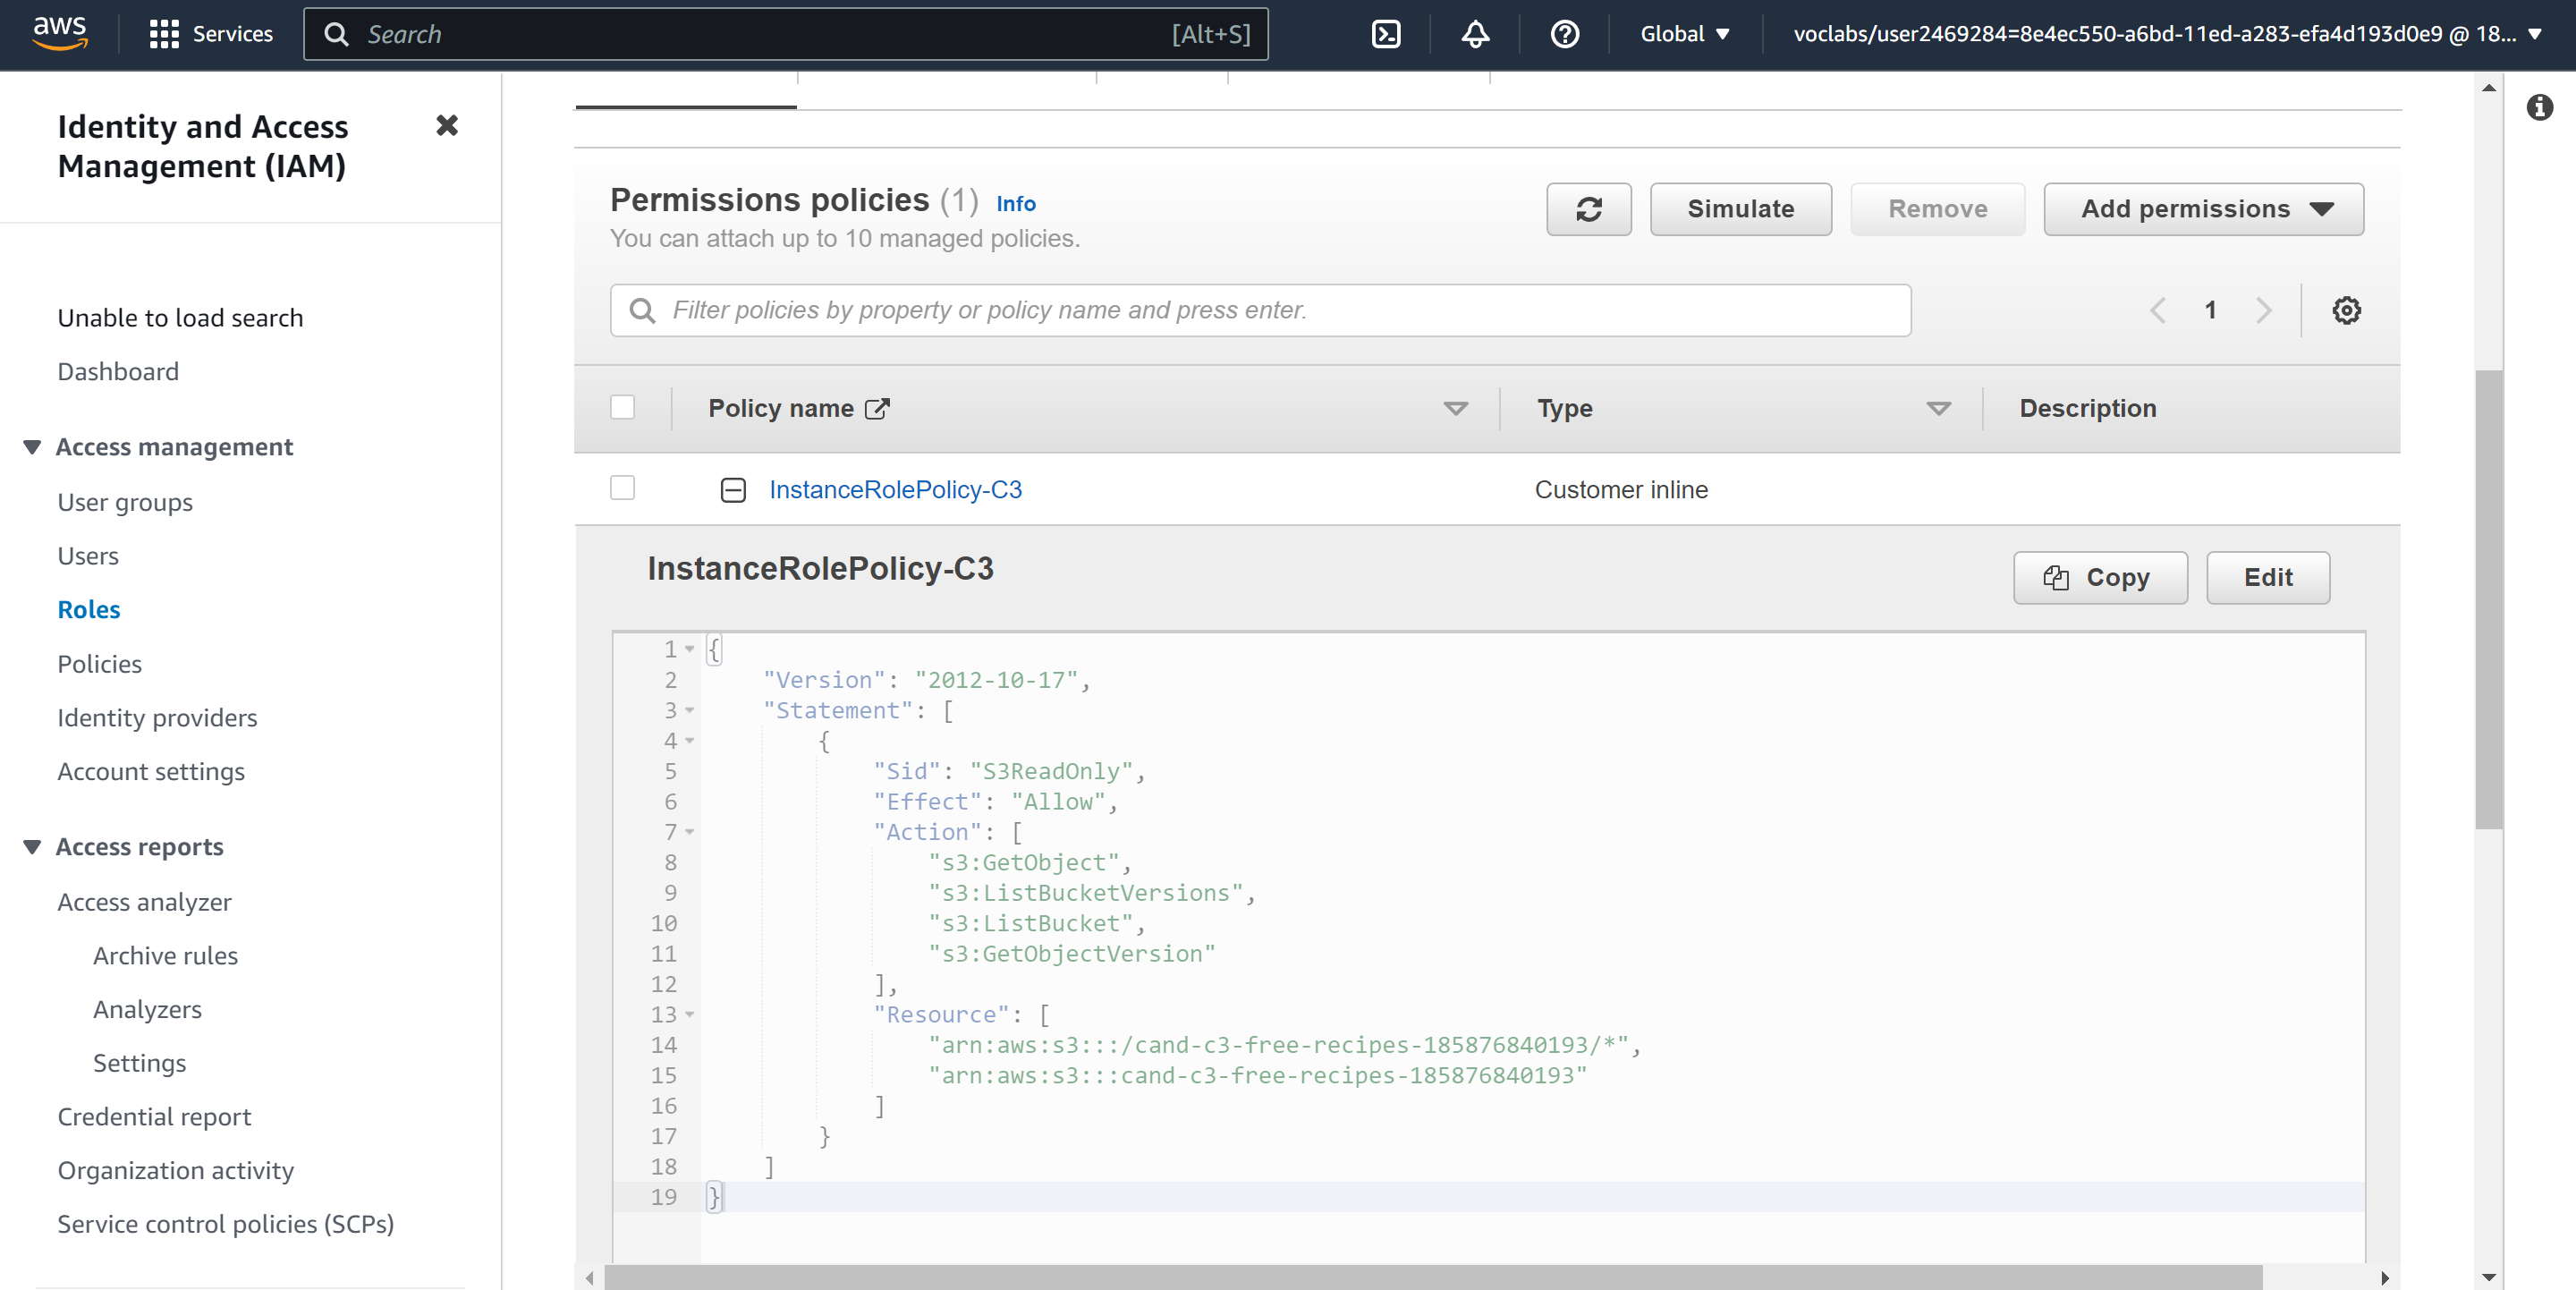 aws
Services
Search
[Alt+S]
Global
voclabs/user2469284=8e4ec550-a6bd-11ed-a283-efa4d193d0e9 @ 18...
Identity and Access
Management (IAM)
Unable to load search
Dashboard
Access management
User groups
Users
Roles
Policies
Identity providers
Account settings
Access reports
Access analyzer
Archive rules
Analyzers
Settings
Credential report
Organization activity
Service control policies (SCPs)
Permissions policies (1) Info
You can attach up to 10 managed policies.
Simulate
Remove
Add permissions
Filter policies by property or policy name and press enter.
1
Policy name
Type
Description
InstanceRolePolicy-C3
Customer inline
InstanceRolePolicy-C3
Copy
Edit
1 {
2 "Version": "2012-10-17",
3 "Statement": [
4 {
5 "Sid": "S3ReadOnly",
6 "Effect": "Allow",
7 "Action": [
8 "s3:GetObject",
9 "s3:ListBucketVersions",
10 "s3:ListBucket",
11 "s3:GetObjectVersion"
12 ],
13 "Resource": [
14 "arn:aws:s3:::/cand-c3-free-recipes-185876840193/*",
15 "arn:aws:s3:::cand-c3-free-recipes-185876840193"
16 ]
17 }
18 ]
19 }